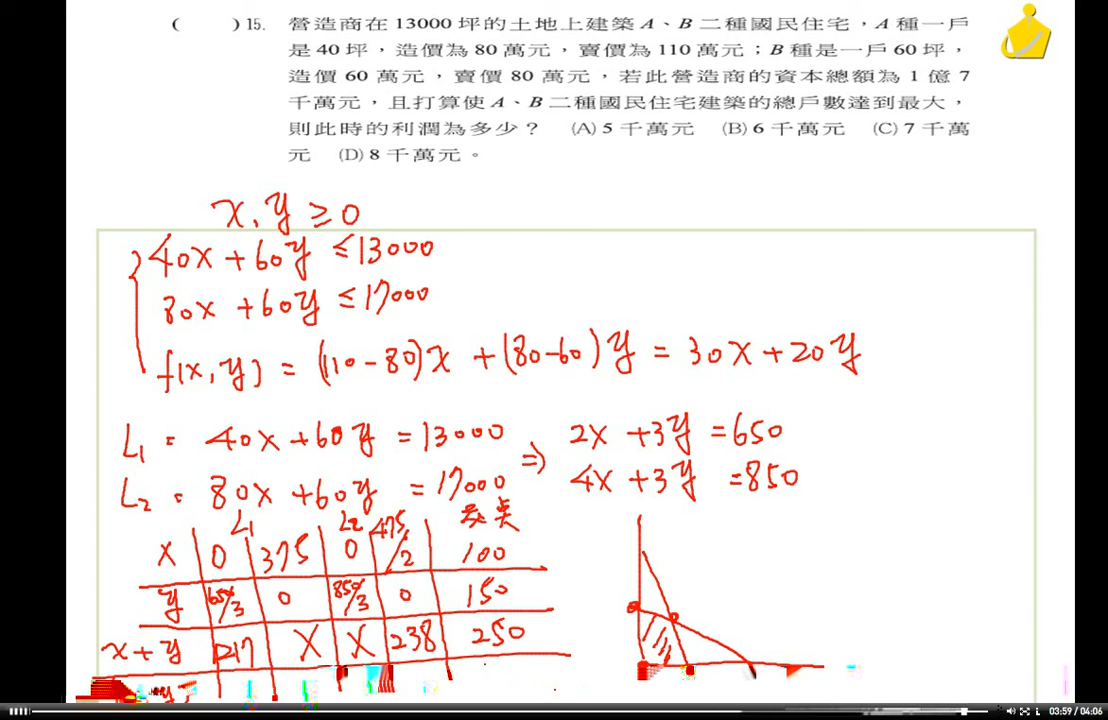 ( ) 15. 營造商在 13000 坪的土地上建築 A、B 二種國民住宅，A 種一戶
是 40 坪，造價為 80 萬元，賣價為 110 萬元；B 種是一戶 60 坪，
造價 60 萬元，賣價 80 萬元，若此營造商的資本總額為 1 億 7
千萬元，且打算使 A、B 二種國民住宅建築的總戶數達到最大，
則此時的利潤為多少？ (A) 5 千萬元 (B) 6 千萬元 (C) 7 千萬
元 (D) 8 千萬元。
x, y ≥ 0
40x + 60y ≤ 13000
80x + 60y ≤ 17000
f(x, y) = (110 - 80)x + (80 - 60)y = 30x + 20y
L1 = 40x + 60y = 13000 ⇒ 2x + 3y = 650
L2 = 80x + 60y = 17000 4x + 3y = 850
L1 L2 交點
x 0 375 0 475/2 100
y 650/3 0 850/3 0 150
x + y 217 X X 238 250
03:59 / 04:06